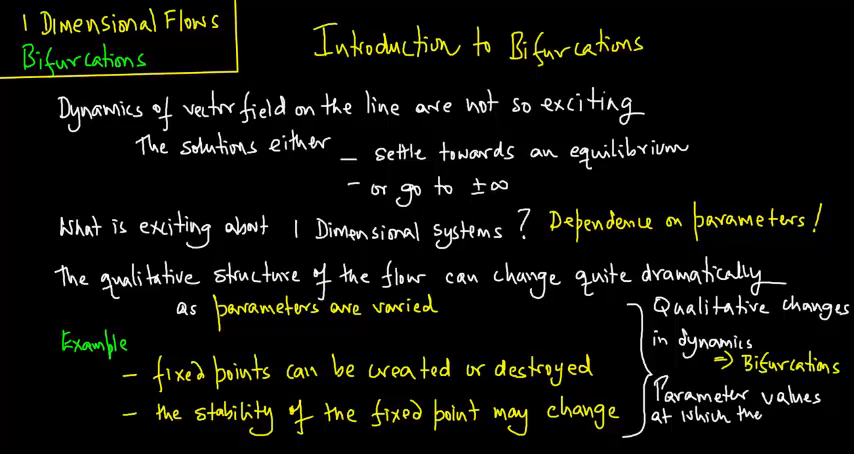 1 Dimensional Flows
Bifurcations
Introduction to Bifurcations
Dynamics of vector field on the line are not so exciting
The solutions either
- settle towards an equilibrium
- or go to ±∞
What is exciting about 1 Dimensional systems? Dependence on parameters!
The qualitative structure of the flow can change quite dramatically
as parameters are varied
Example
- fixed points can be created or destroyed
- the stability of the fixed point may change
Qualitative changes
in dynamics
=> Bifurcations
Parameter values
at which the